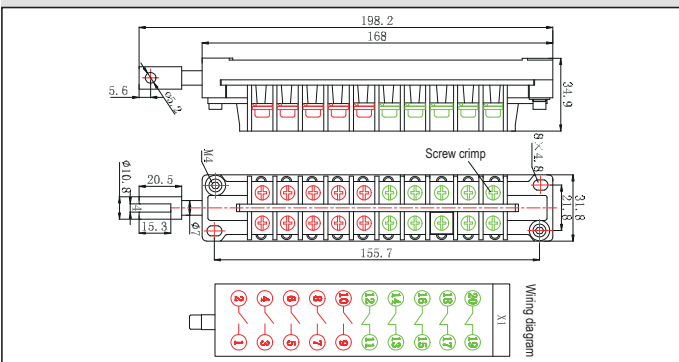 198.2
168
5.6
φ5.2
34.9
Screw crimp
M4
8×4.8
φ10.8
20.5
4
15.3
φ7
21.8
31.8
155.7
Wiring diagram
2 4 6 8 10 12 14 16 18 20
X1
1 3 5 7 9 11 13 15 17 19